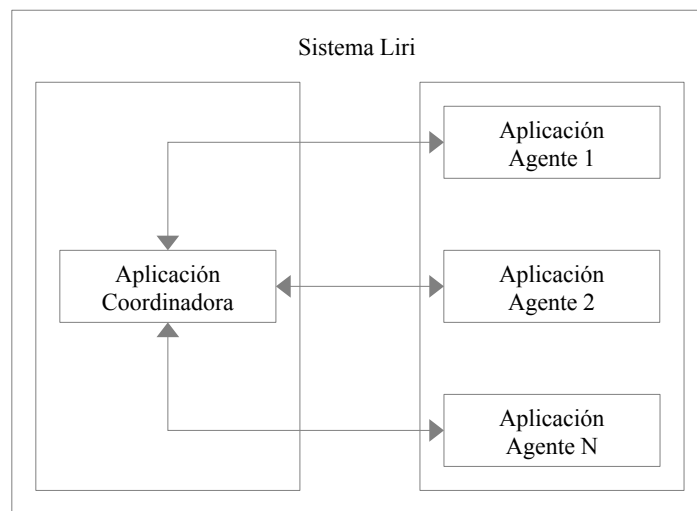 Sistema Liri
Aplicación
Agente 1
Aplicación
Coordinadora
Aplicación
Agente 2
Aplicación
Agente N